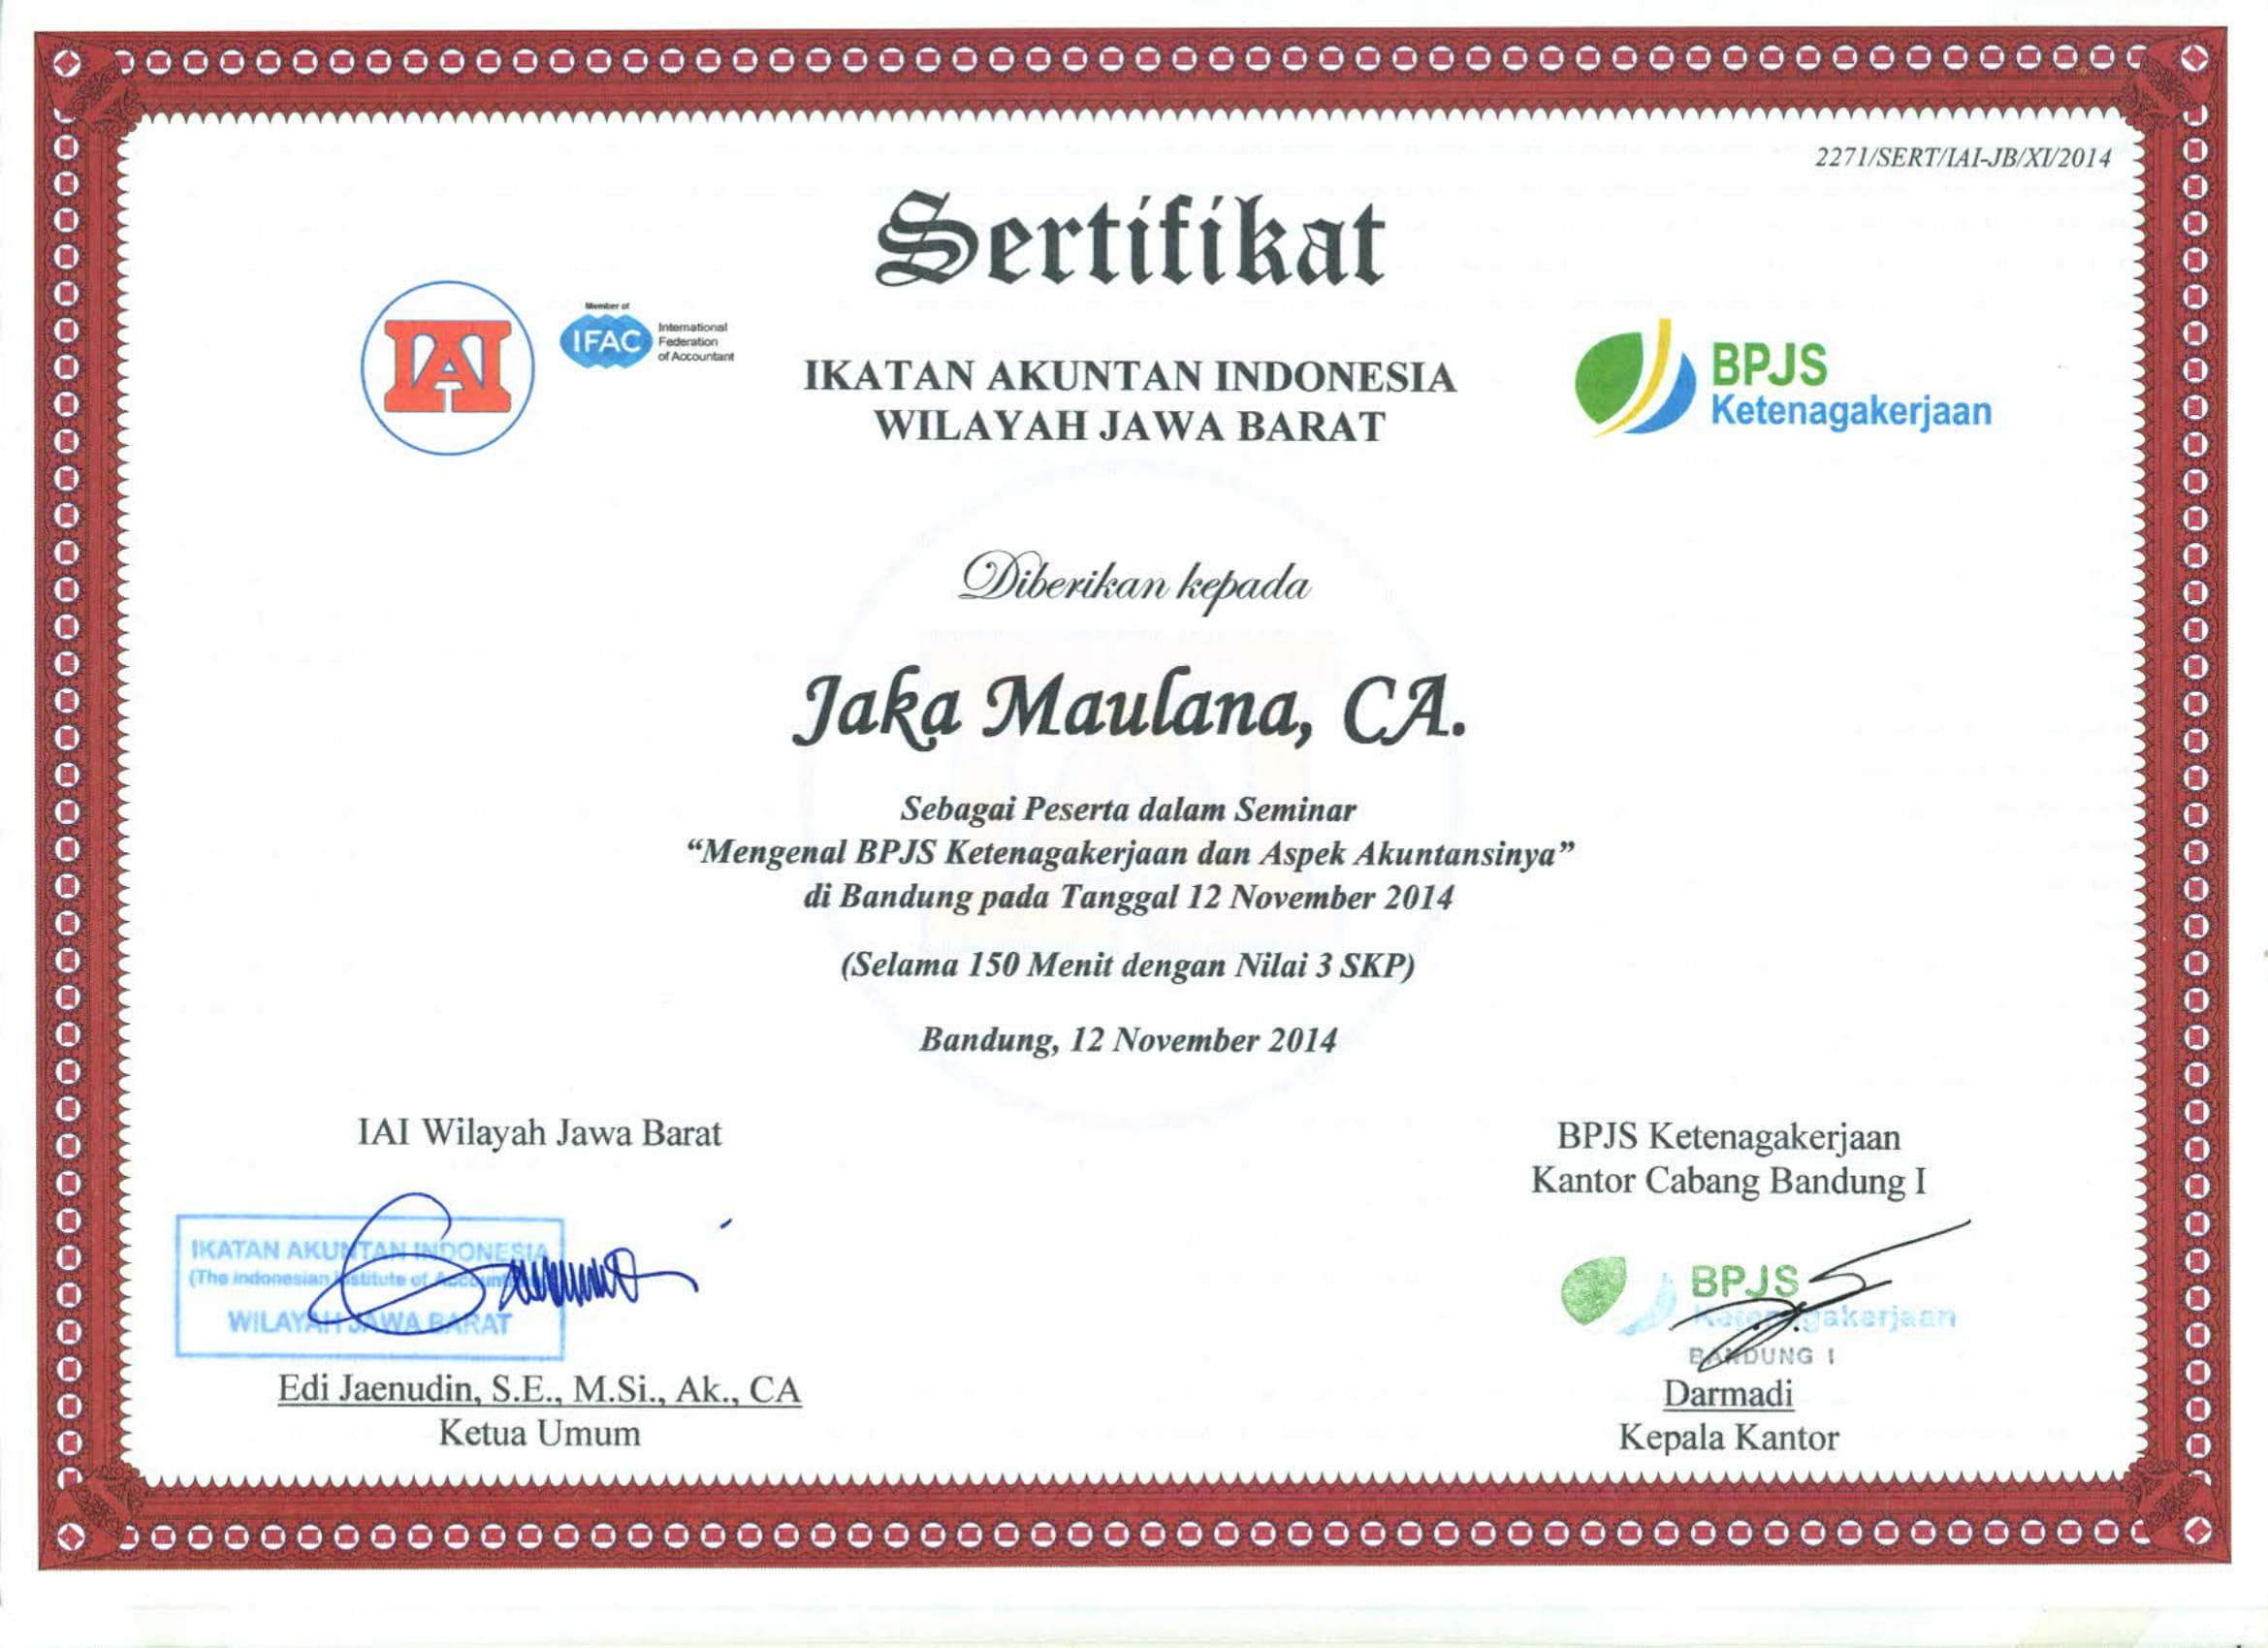 2271/SERT/IAI-JB/XI/2014
Sertifikat
IAI
Member of
IFAC
International
Federation
of Accountant
IKATAN AKUNTAN INDONESIA
WILAYAH JAWA BARAT
BPJS
Ketenagakerjaan
Diberikan kepada
Jaka Maulana, CA.
Sebagai Peserta dalam Seminar
“Mengenal BPJS Ketenagakerjaan dan Aspek Akuntansinya”
di Bandung pada Tanggal 12 November 2014
(Selama 150 Menit dengan Nilai 3 SKP)
Bandung, 12 November 2014
IAI Wilayah Jawa Barat
IKATAN AKUNTAN INDONESIA
(The indonesian institute of
WILAYAH JAWA BARAT
Edi Jaenudin, S.E., M.Si., Ak., CA
Ketua Umum
BPJS Ketenagakerjaan
Kantor Cabang Bandung I
BPJS
Ketenagakerjaan
BANDUNG I
Darmadi
Kepala Kantor